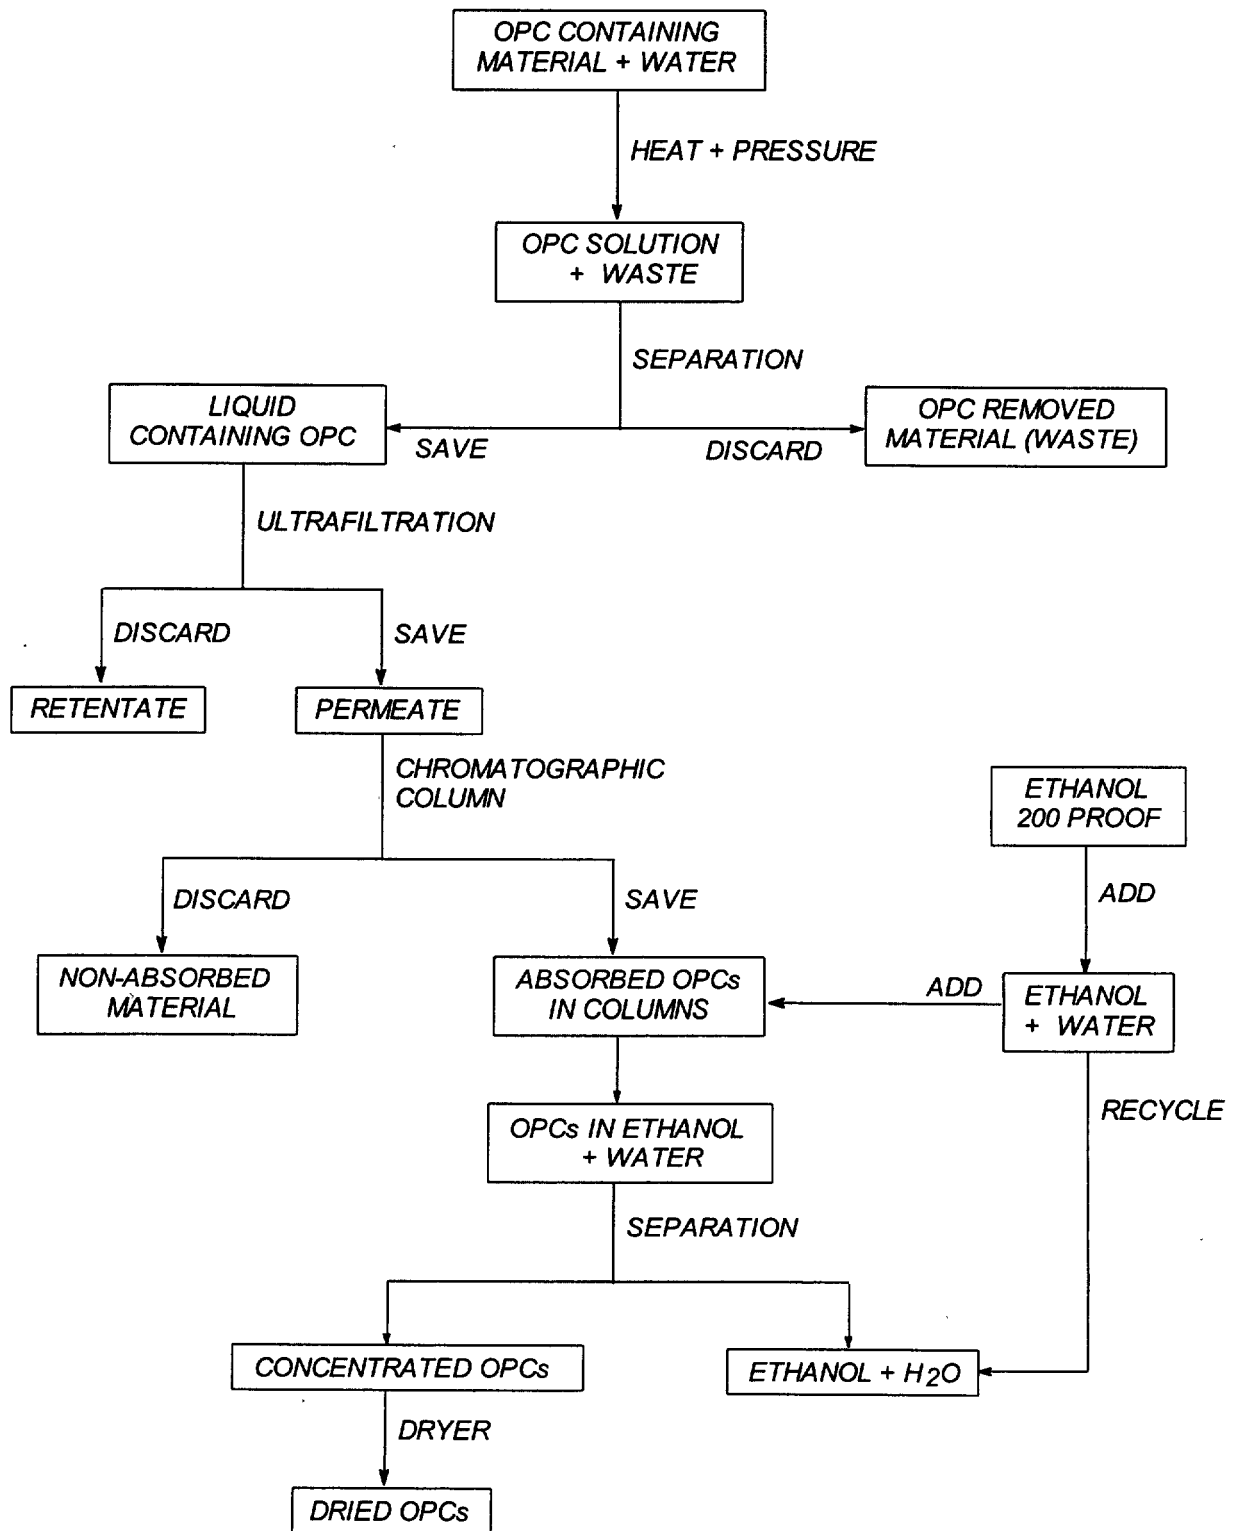 OPC CONTAINING
MATERIAL + WATER
HEAT + PRESSURE
OPC SOLUTION
+ WASTE
SEPARATION
LIQUID
CONTAINING OPC
SAVE
DISCARD
OPC REMOVED
MATERIAL (WASTE)
ULTRAFILTRATION
DISCARD
SAVE
RETENTATE
PERMEATE
CHROMATOGRAPHIC
COLUMN
ETHANOL
200 PROOF
DISCARD
SAVE
ADD
NON-ABSORBED
MATERIAL
ABSORBED OPCs
IN COLUMNS
ADD
ETHANOL
+ WATER
RECYCLE
OPCs IN ETHANOL
+ WATER
SEPARATION
CONCENTRATED OPCs
ETHANOL + H2O
DRYER
DRIED OPCs